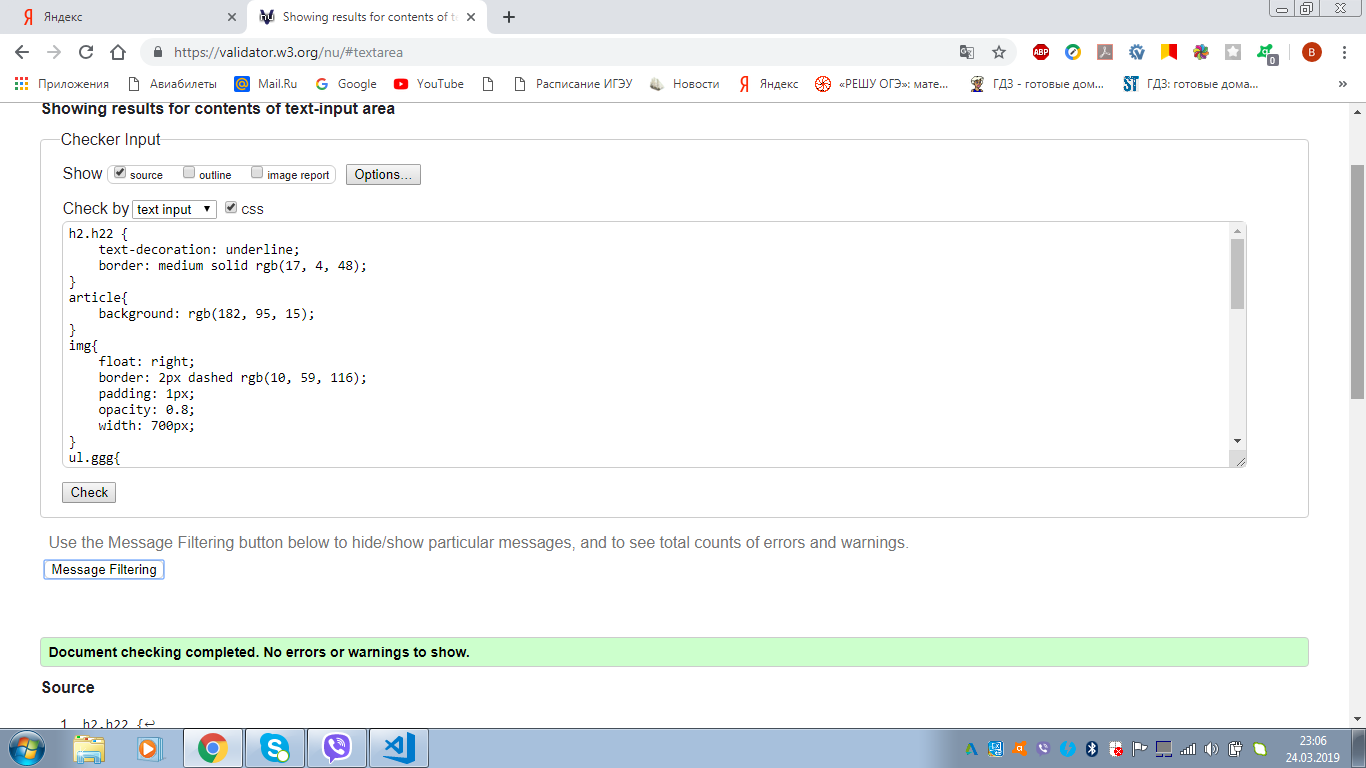 Яндекс
Showing results for contents of te
https://validator.w3.org/nu/#textarea
ABP
0
B
Приложения
Авиабилеты
Mail.Ru
Google
YouTube
Расписание ИГЭУ
Новости
Яндекс
«РЕШУ ОГЭ»: мате...
ГДЗ - готовые дом...
ГДЗ: готовые дома...
»
Showing results for contents of text-input area
Checker Input
Show source outline image report Options...
Check by text input css
h2.h22 {
text-decoration: underline;
border: medium solid rgb(17, 4, 48);
}
article{
background: rgb(182, 95, 15);
}
img{
float: right;
border: 2px dashed rgb(10, 59, 116);
padding: 1px;
opacity: 0.8;
width: 700px;
}
ul.ggg{
Check
Use the Message Filtering button below to hide/show particular messages, and to see total counts of errors and warnings.
Message Filtering
Document checking completed. No errors or warnings to show.
Source
1. h2.h22 {↩
23:06
24.03.2019